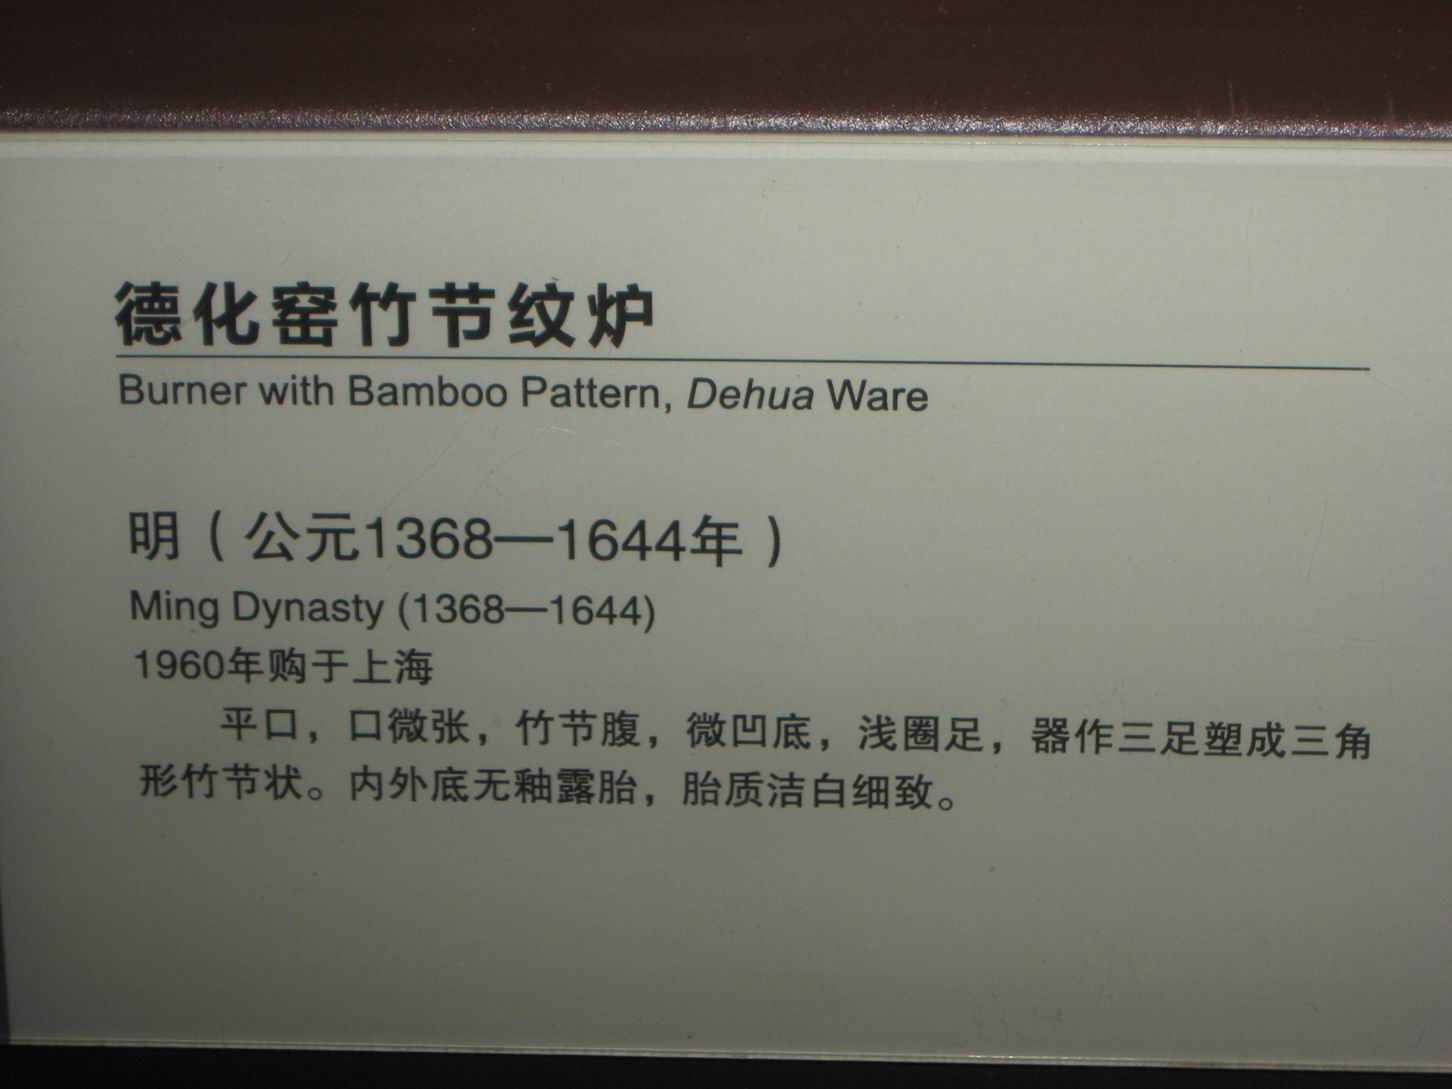 德化窑竹节纹炉
Burner with Bamboo Pattern, Dehua Ware
明（公元1368—1644年）
Ming Dynasty (1368—1644)
1960年购于上海
平口，口微张，竹节腹，微凹底，浅圈足，器作三足塑成三角
形竹节状。内外底无釉露胎，胎质洁白细致。